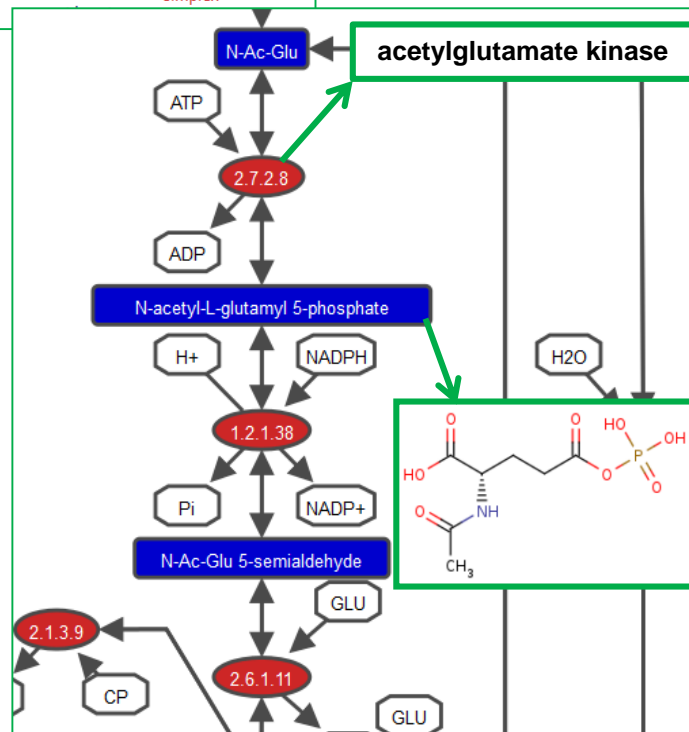 N-Ac-Glu
acetylglutamate kinase
ATP
2.7.2.8
ADP
N-acetyl-L-glutamyl 5-phosphate
H+
NADPH
H2O
1.2.1.38
Pi
NADP+
O
O
HO
OH
HO
O
P
O
O
NH
CH3
N-Ac-Glu 5-semialdehyde
GLU
2.1.3.9
2.6.1.11
CP
GLU